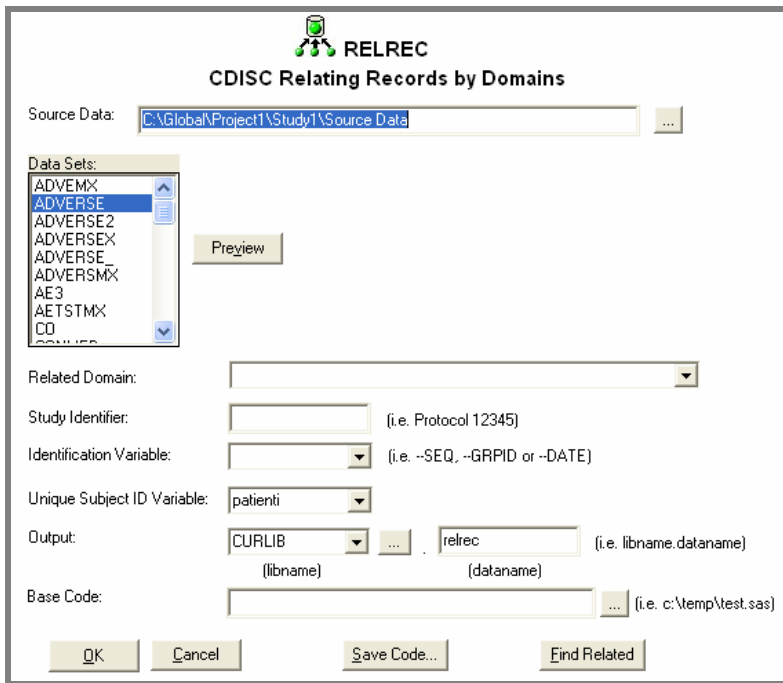 RELREC
CDISC Relating Records by Domains
Source Data: C:\Global\Project1\Study1\Source Data ...
Data Sets:
ADVEMX
ADVERSE
ADVERSE2
ADVERSEX
ADVERSE_
ADVERSMX
AE3
AETSTMX
CO
Preview
Related Domain:
Study Identifier: (i.e. Protocol 12345)
Identification Variable: (i.e. --SEQ, --GRPID or --DATE)
Unique Subject ID Variable: patienti
Output: CURLIB ... . relrec (i.e. libname.dataname)
(libname) (dataname)
Base Code: ... (i.e. c:\temp\test.sas)
OK Cancel Save Code... Find Related